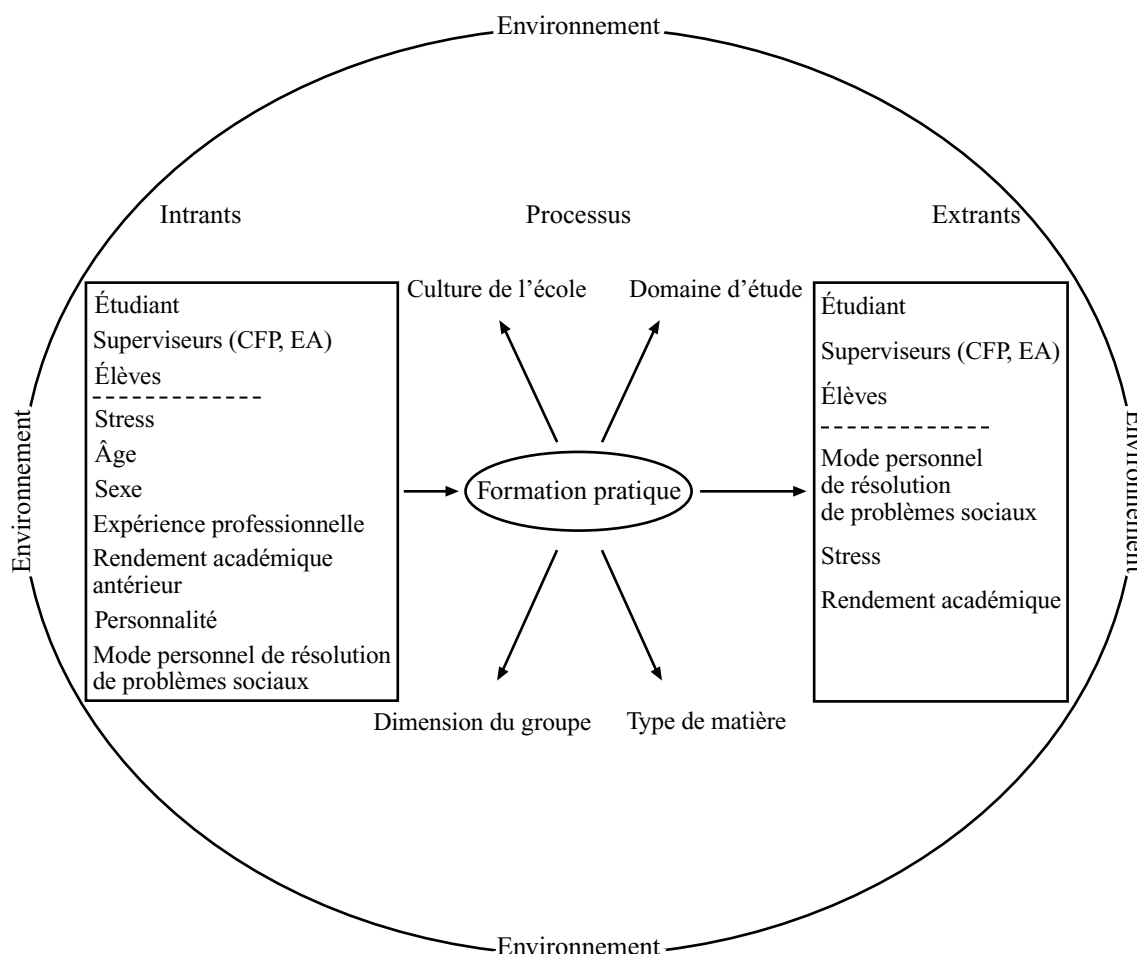 Environnement
Intrants
Processus
Extrants
Culture de l’école
Domaine d’étude
Étudiant
Superviseurs (CFP, EA)
Élèves
Stress
Âge
Sexe
Expérience professionnelle
Rendement académique
antérieur
Personnalité
Mode personnel de résolution
de problèmes sociaux
Formation pratique
Étudiant
Superviseurs (CFP, EA)
Élèves
Mode personnel
de résolution
de problèmes sociaux
Stress
Rendement académique
Dimension du groupe
Type de matière
Environnement
Environnement
Environnement